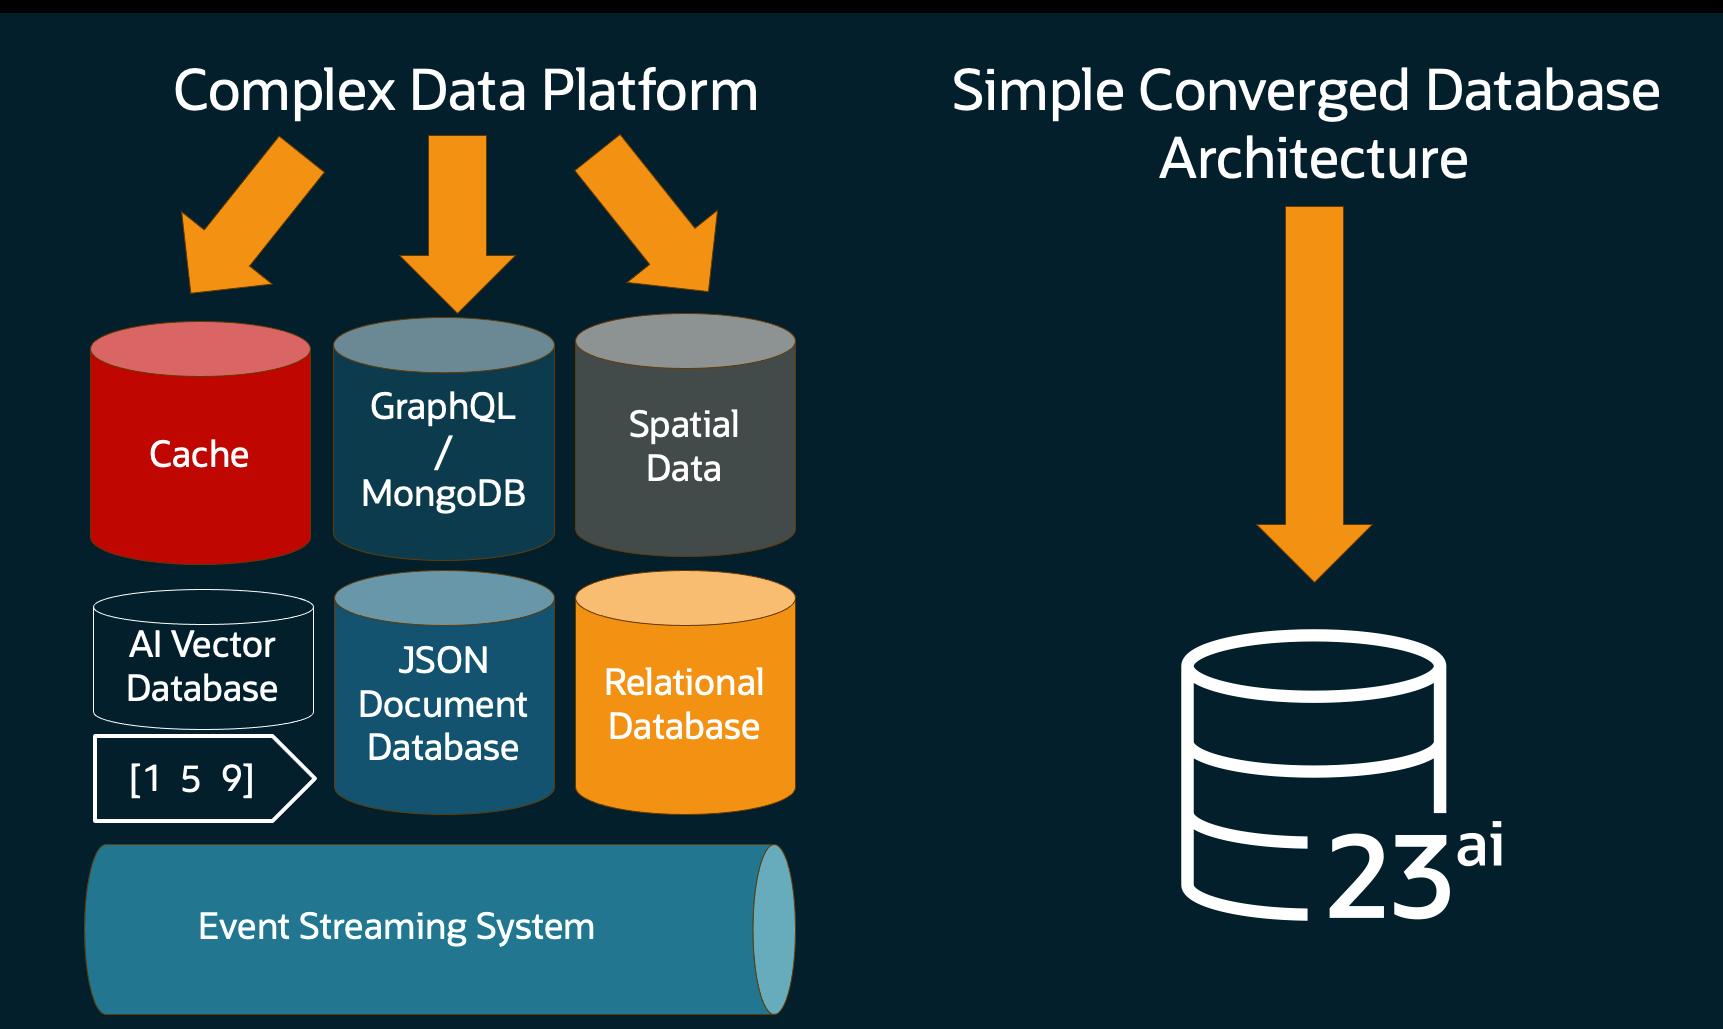 Complex Data Platform
Cache
GraphQL
/
MongoDB
Spatial
Data
AI Vector
Database
[1 5 9]
JSON
Document
Database
Relational
Database
Event Streaming System
Simple Converged Database
Architecture
23ai